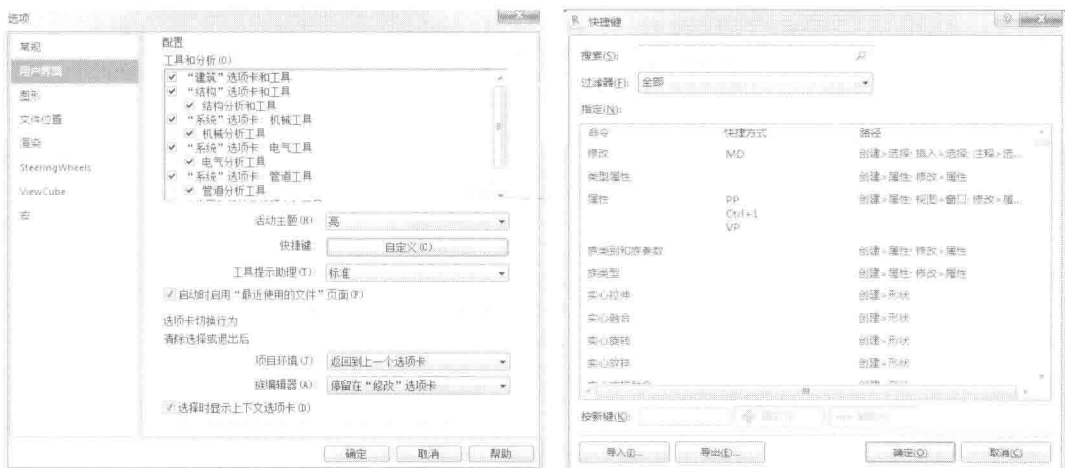 选项
常规
用户界面
图形
文件位置
渲染
SteeringWheels
ViewCube
宏
配置
工具和分析(O)
“建筑”选项卡和工具
“结构”选项卡和工具
结构分析和工具
“系统”选项卡: 机械工具
机械分析工具
“系统”选项卡: 电气工具
电气分析工具
“系统”选项卡: 管道工具
管道分析工具
活动主题(H)
亮
快捷键:
自定义(C)...
工具提示助理(T):
标准
启动时启用“最近使用的文件”页面(F)
选项卡切换行为
清除选择或退出后
项目环境(J):
返回到上一个选项卡
族编辑器(A):
停留在“修改”选项卡
选择时显示上下文选项卡(D)
确定
取消
帮助
快捷键
搜索(S):
过滤器(F):
全部
指定(N):
命令 快捷方式 路径
修改 MD 创建>选择; 插入>选择; 注释>选...
类型属性 创建>属性; 修改>属性
属性 PP 创建>属性; 视图>窗口; 修改>属...
Ctrl+1
VP
族类别和族参数 创建>属性; 修改>属性
族类型 创建>属性; 修改>属性
实心拉伸 创建>形状
实心融合 创建>形状
实心旋转 创建>形状
实心放样 创建>形状
按新键(K):
导入(I)...
导出(E)...
确定(O)
取消(C)